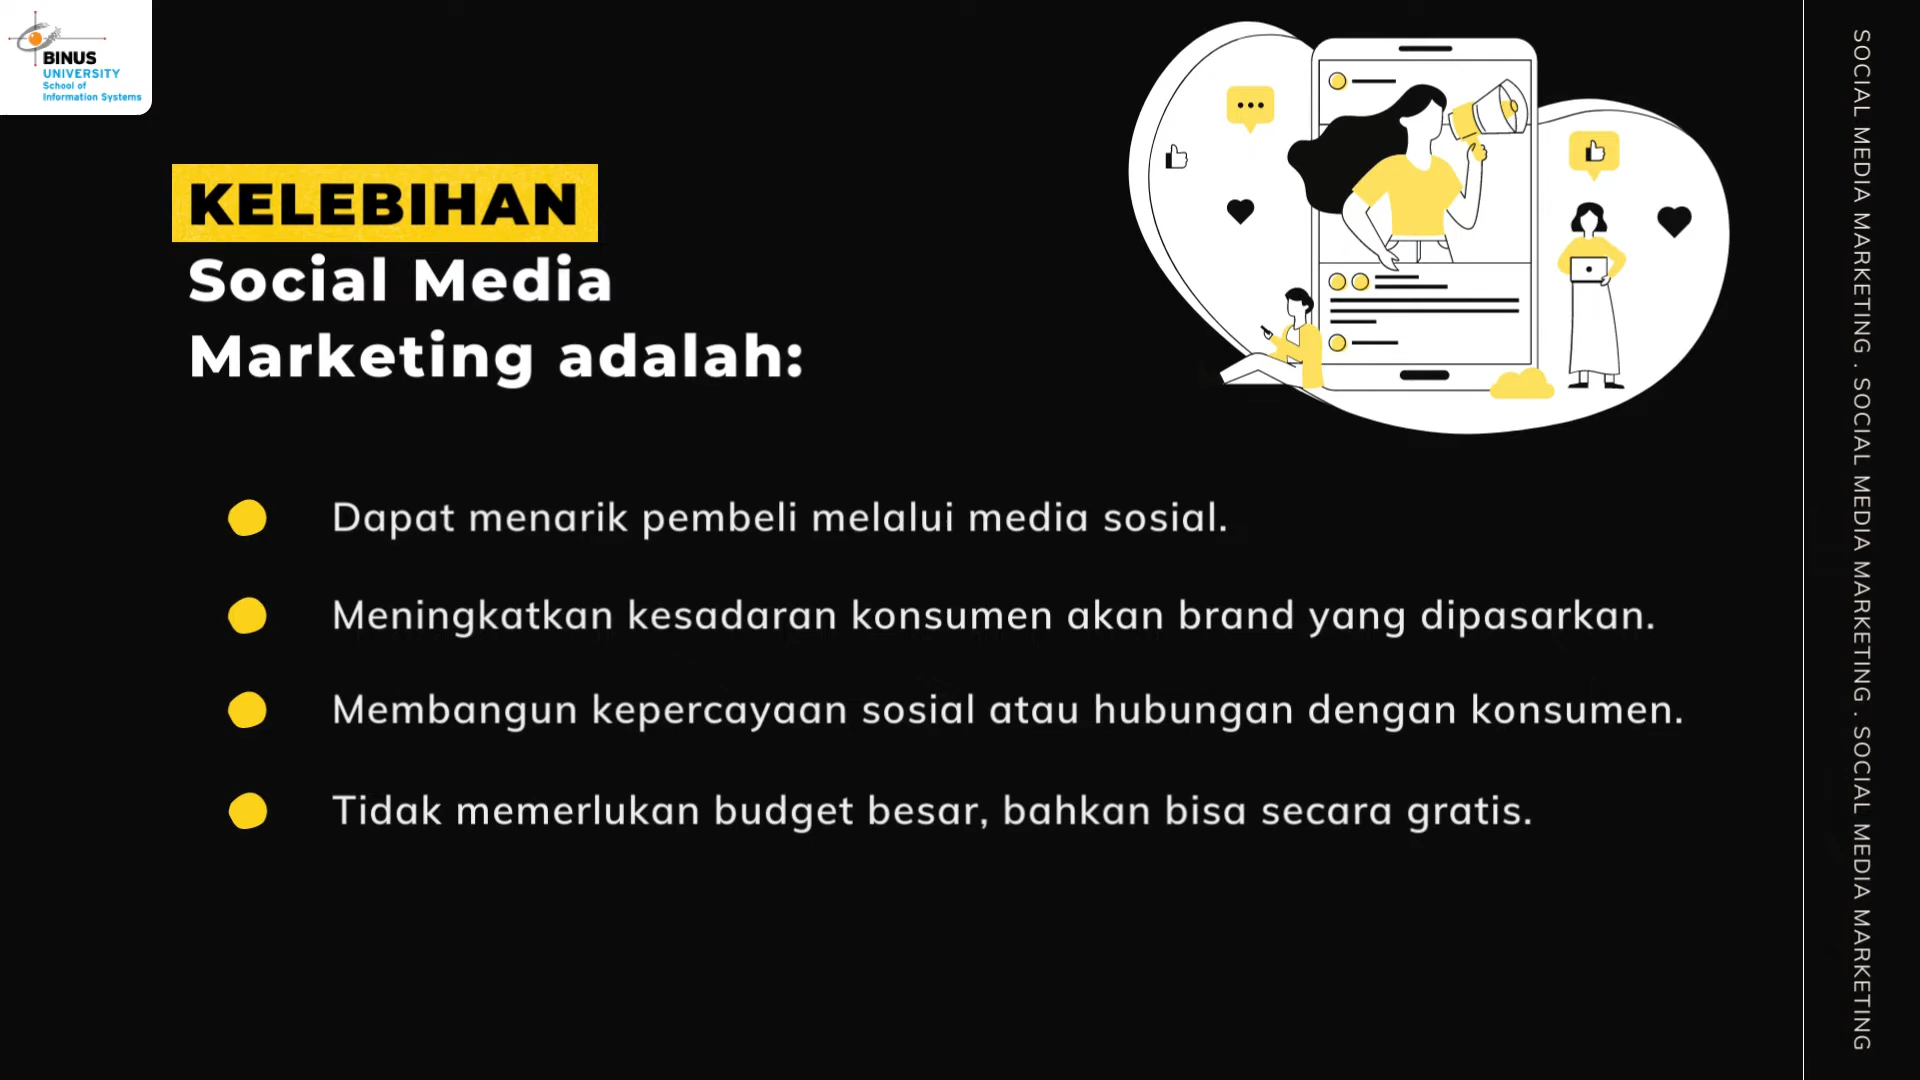 BINUS
UNIVERSITY
School of
Information Systems
KELEBIHAN
Social Media
Marketing adalah:
Dapat menarik pembeli melalui media sosial.
Meningkatkan kesadaran konsumen akan brand yang dipasarkan.
Membangun kepercayaan sosial atau hubungan dengan konsumen.
Tidak memerlukan budget besar, bahkan bisa secara gratis.
SOCIAL MEDIA MARKETING . SOCIAL MEDIA MARKETING . SOCIAL MEDIA MARKETING